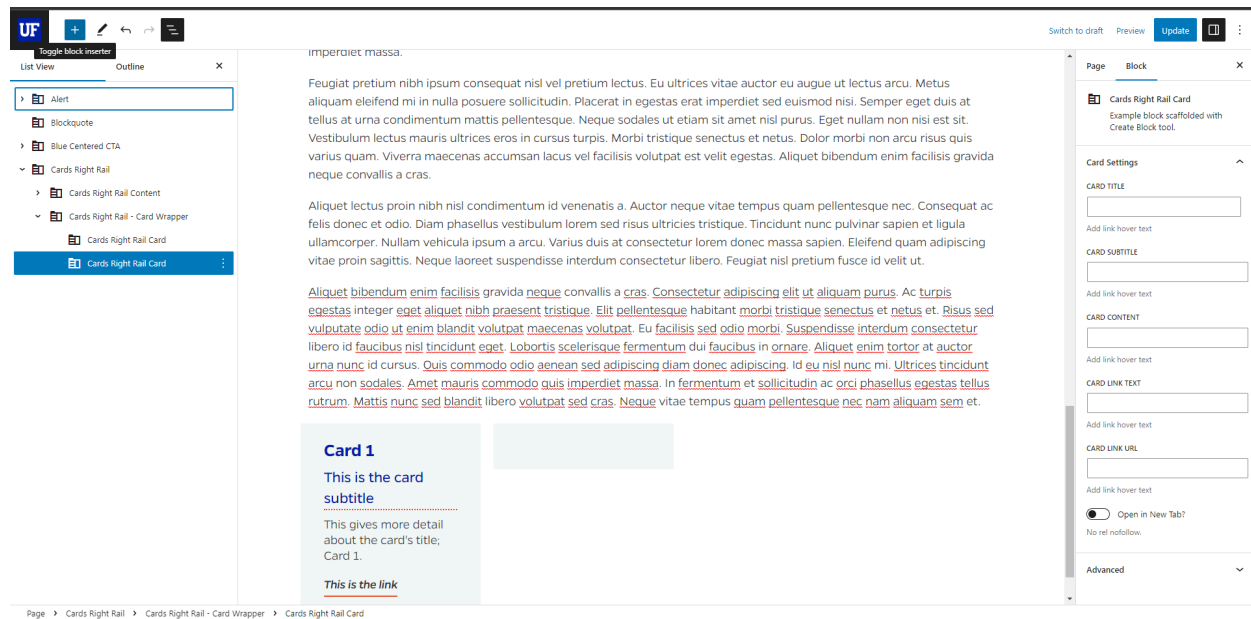 UF
Switch to draft
Preview
Update
Toggle block inserter
List View
Outline
Alert
Blockquote
Blue Centered CTA
Cards Right Rail
Cards Right Rail Content
Cards Right Rail - Card Wrapper
Cards Right Rail Card
Cards Right Rail Card
imperdiet massa.
Feugiat pretium nibh ipsum consequat nisl vel pretium lectus. Eu ultrices vitae auctor eu augue ut lectus arcu. Metus
aliquam eleifend mi in nulla posuere sollicitudin. Placerat in egestas erat imperdiet sed euismod nisi. Semper eget duis at
tellus at urna condimentum mattis pellentesque. Neque sodales ut etiam sit amet nisl purus. Eget nullam non nisi est sit.
Vestibulum lectus mauris ultrices eros in cursus turpis. Morbi tristique senectus et netus. Dolor morbi non arcu risus quis
varius quam. Viverra maecenas accumsan lacus vel facilisis volutpat est velit egestas. Aliquet bibendum enim facilisis gravida
neque convallis a cras.
Aliquet lectus proin nibh nisl condimentum id venenatis a. Auctor neque vitae tempus quam pellentesque nec. Consequat ac
felis donec et odio. Diam phasellus vestibulum lorem sed risus ultricies tristique. Tincidunt nunc pulvinar sapien et ligula
ullamcorper. Nullam vehicula ipsum a arcu. Varius duis at consectetur lorem donec massa sapien. Eleifend quam adipiscing
vitae proin sagittis. Neque laoreet suspendisse interdum consectetur libero. Feugiat nisl pretium fusce id velit ut.
Aliquet bibendum enim facilisis gravida neque convallis a cras. Consectetur adipiscing elit ut aliquam purus. Ac turpis
egestas integer eget aliquet nibh praesent tristique. Elit pellentesque habitant morbi tristique senectus et netus et. Risus sed
vulputate odio ut enim blandit volutpat maecenas volutpat. Eu facilisis sed odio morbi. Suspendisse interdum consectetur
libero id faucibus nisl tincidunt eget. Lobortis scelerisque fermentum dui faucibus in ornare. Aliquet enim tortor at auctor
urna nunc id cursus. Quis commodo odio aenean sed adipiscing diam donec adipiscing. Id eu nisl nunc mi. Ultrices tincidunt
arcu non sodales. Amet mauris commodo quis imperdiet massa. In fermentum et sollicitudin ac orci phasellus egestas tellus
rutrum. Mattis nunc sed blandit libero volutpat sed cras. Neque vitae tempus quam pellentesque nec nam aliquam sem et.
Card 1
This is the card
subtitle
This gives more detail
about the card's title;
Card 1.
This is the link
Page
Block
Cards Right Rail Card
Example block scaffolded with
Create Block tool.
Card Settings
CARD TITLE
Add link hover text
CARD SUBTITLE
Add link hover text
CARD CONTENT
Add link hover text
CARD LINK TEXT
Add link hover text
CARD LINK URL
Add link hover text
Open in New Tab?
No rel nofollow.
Advanced
Page > Cards Right Rail > Cards Right Rail - Card Wrapper > Cards Right Rail Card